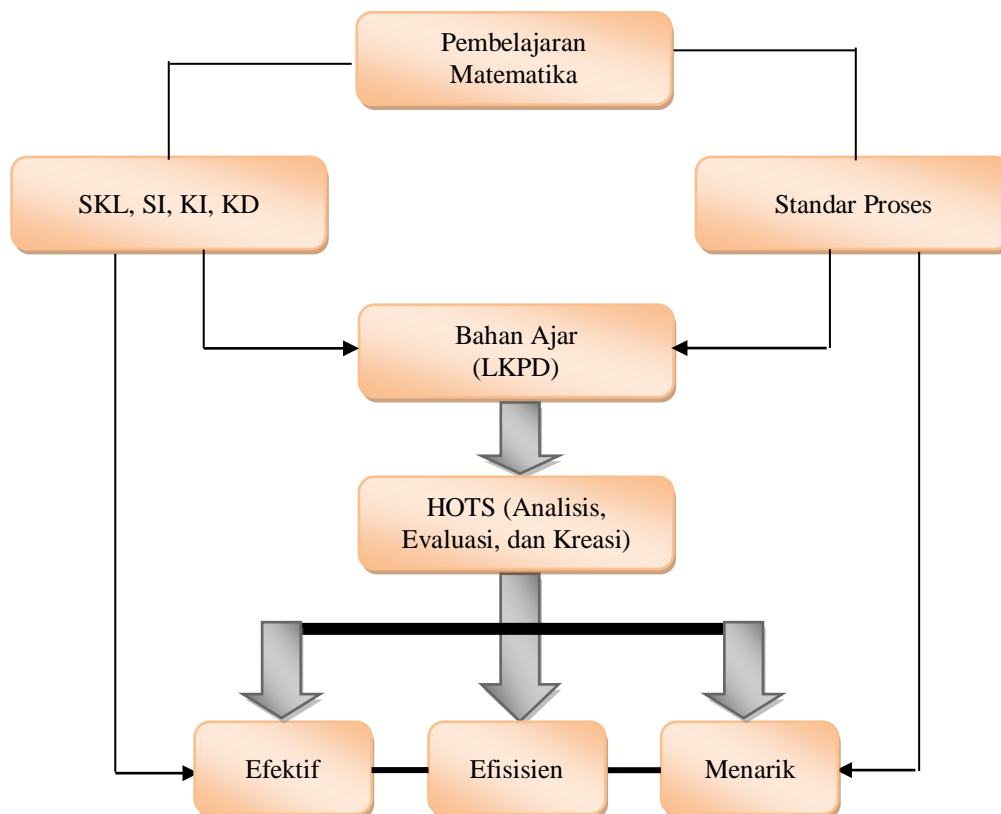 Pembelajaran
Matematika
SKL, SI, KI, KD
Standar Proses
Bahan Ajar
(LKPD)
HOTS (Analisis,
Evaluasi, dan Kreasi)
Efektif
Efisisien
Menarik